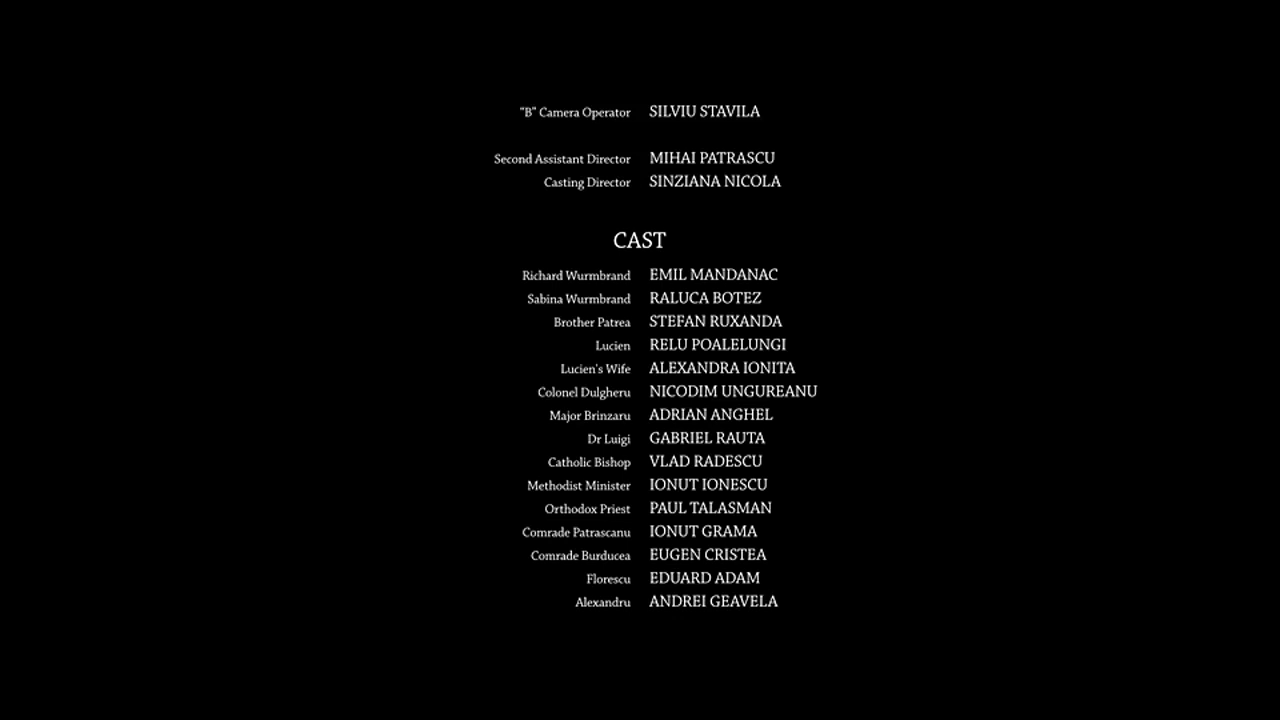 "B" Camera Operator SILVIU STAVILA
Second Assistant Director MIHAI PATRASCU
Casting Director SINZIANA NICOLA
CAST
Richard Wurmbrand EMIL MANDANAC
Sabina Wurmbrand RALUCA BOTEZ
Brother Patrea STEFAN RUXANDA
Lucien RELU POALELUNGI
Lucien's Wife ALEXANDRA IONITA
Colonel Dulgheru NICODIM UNGUREANU
Major Brinzaru ADRIAN ANGHEL
Dr Luigi GABRIEL RAUTA
Catholic Bishop VLAD RADESCU
Methodist Minister IONUT IONESCU
Orthodox Priest PAUL TALASMAN
Comrade Patrascanu IONUT GRAMA
Comrade Burducea EUGEN CRISTEA
Florescu EDUARD ADAM
Alexandru ANDREI GEAVELA